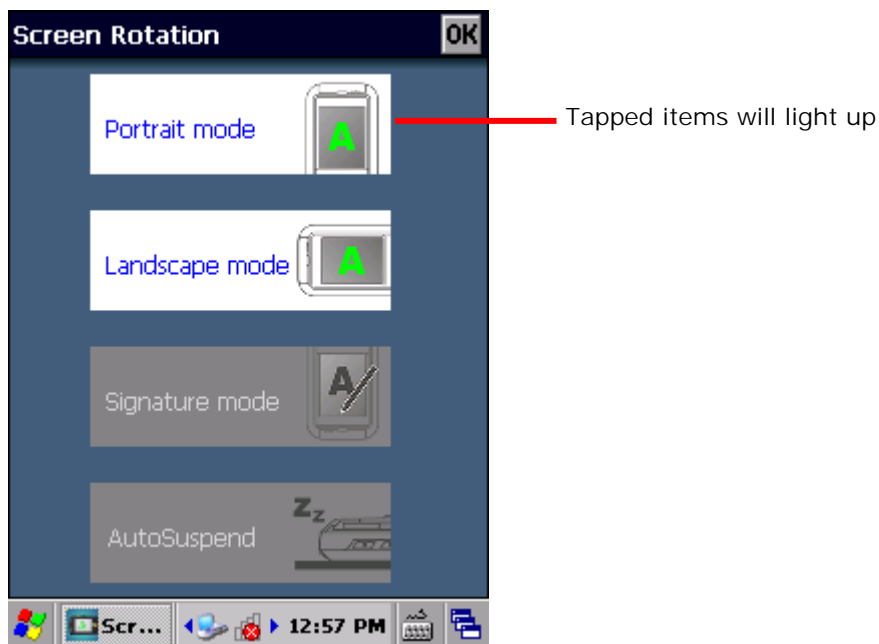 Screen Rotation OK
Portrait mode A
Tapped items will light up
Landscape mode A
Signature mode A
AutoSuspend Zz
Scr... 12:57 PM